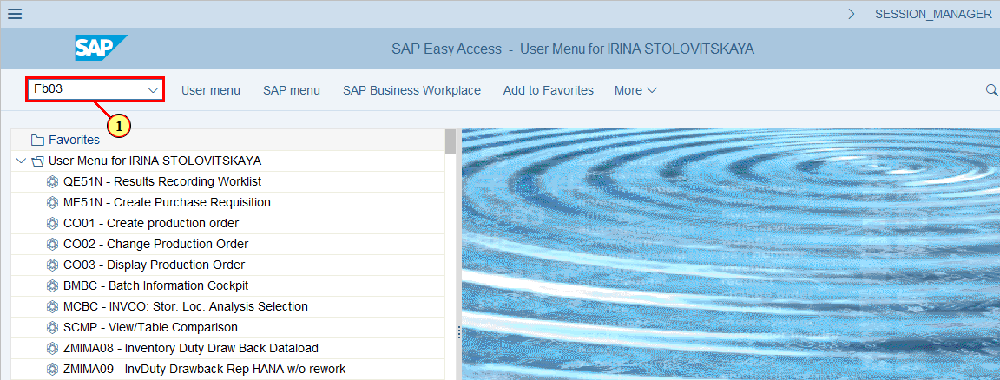 SESSION_MANAGER
SAP
SAP Easy Access - User Menu for IRINA STOLOVITSKAYA
Fb03 User menu SAP menu SAP Business Workplace Add to Favorites More
1
Favorites
User Menu for IRINA STOLOVITSKAYA
QE51N - Results Recording Worklist
ME51N - Create Purchase Requisition
CO01 - Create production order
CO02 - Change Production Order
CO03 - Display Production Order
BMBC - Batch Information Cockpit
MCBC - INVCO: Stor. Loc. Analysis Selection
SCMP - View/Table Comparison
ZMIMA08 - Inventory Duty Draw Back Dataload
ZMIMA09 - InvDuty Drawback Rep HANA w/o rework